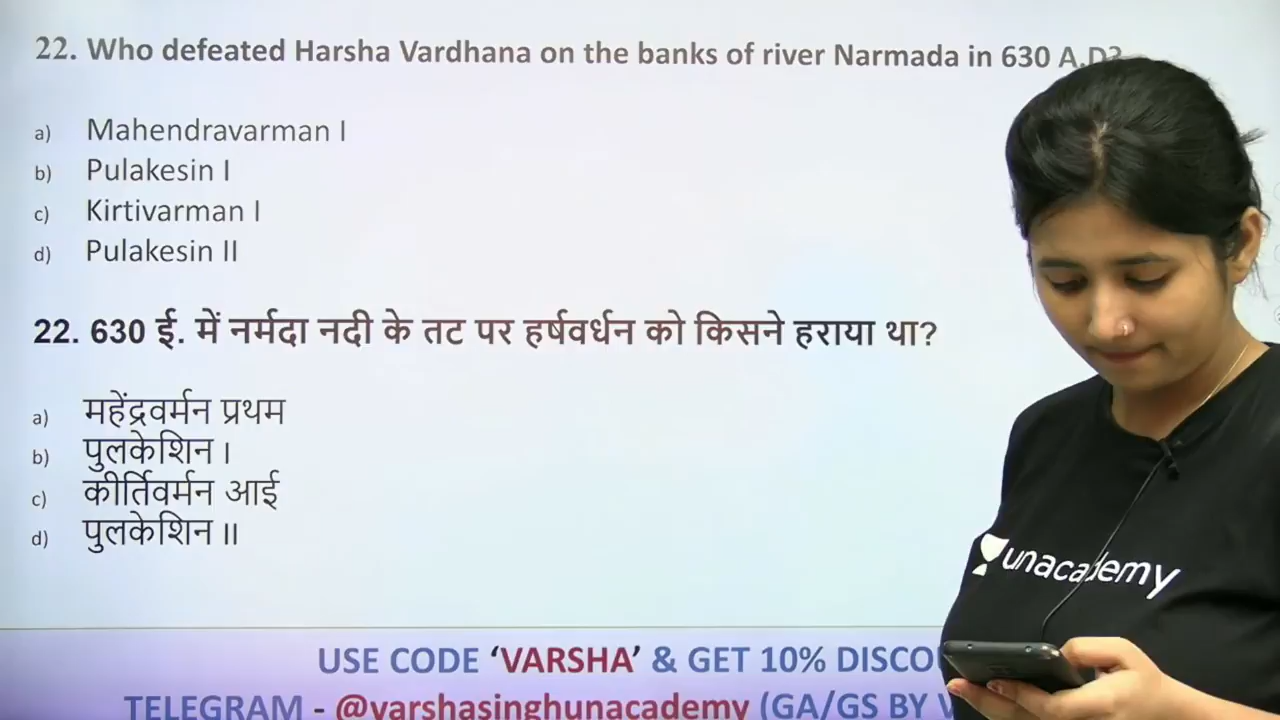 22. Who defeated Harsha Vardhana on the banks of river Narmada in 630 A.D?
a) Mahendravarman I
b) Pulakesin I
c) Kirtivarman I
d) Pulakesin II
22. 630 ई. में नर्मदा नदी के तट पर हर्षवर्धन को किसने हराया था?
a) महेंद्रवर्मन प्रथम
b) पुलकेशिन I
c) कीर्तिवर्मन आई
d) पुलकेशिन II
unacademy
USE CODE ‘VARSHA’ & GET 10%
TELEGRAM - @varshasinghunacademy (GA/GS BY